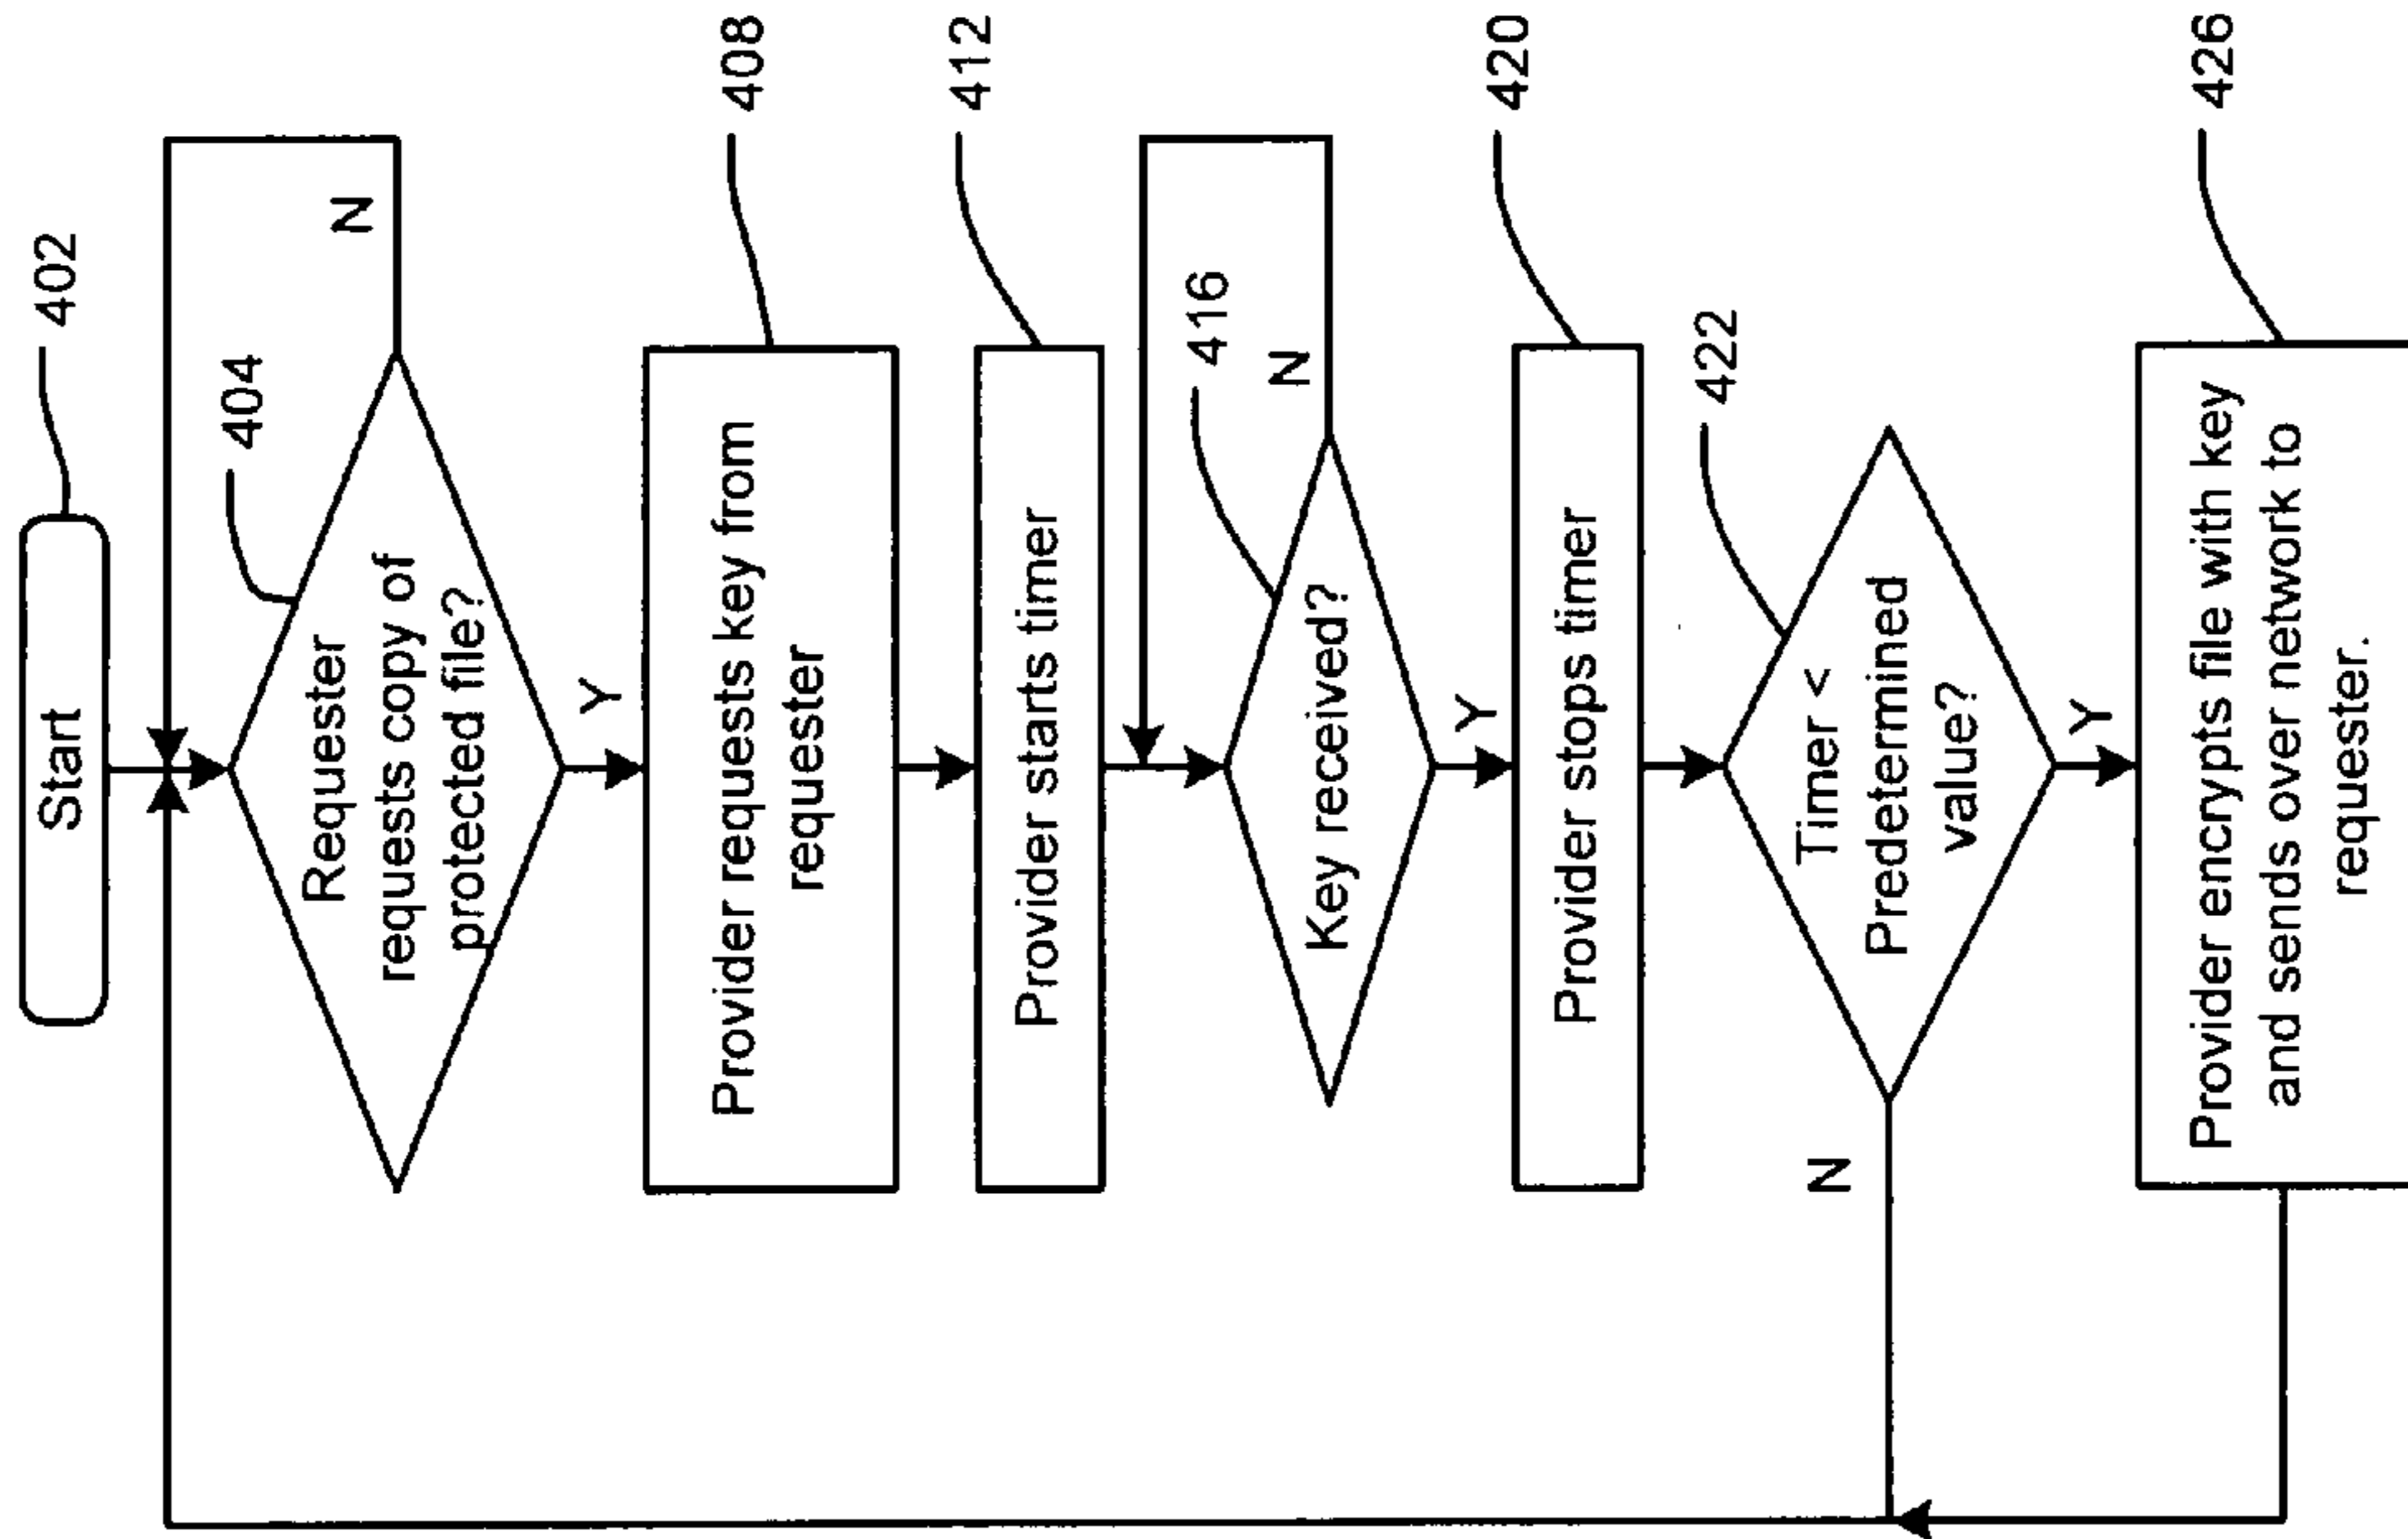 Start
402
404
Requester
requests copy of
protected file?
N
Y
408
Provider requests key from
requester
412
Provider starts timer
416
Key received?
N
Y
420
Provider stops timer
422
Timer <
Predetermined
value?
N
Y
426
Provider encrypts file with key
and sends over network to
requester.